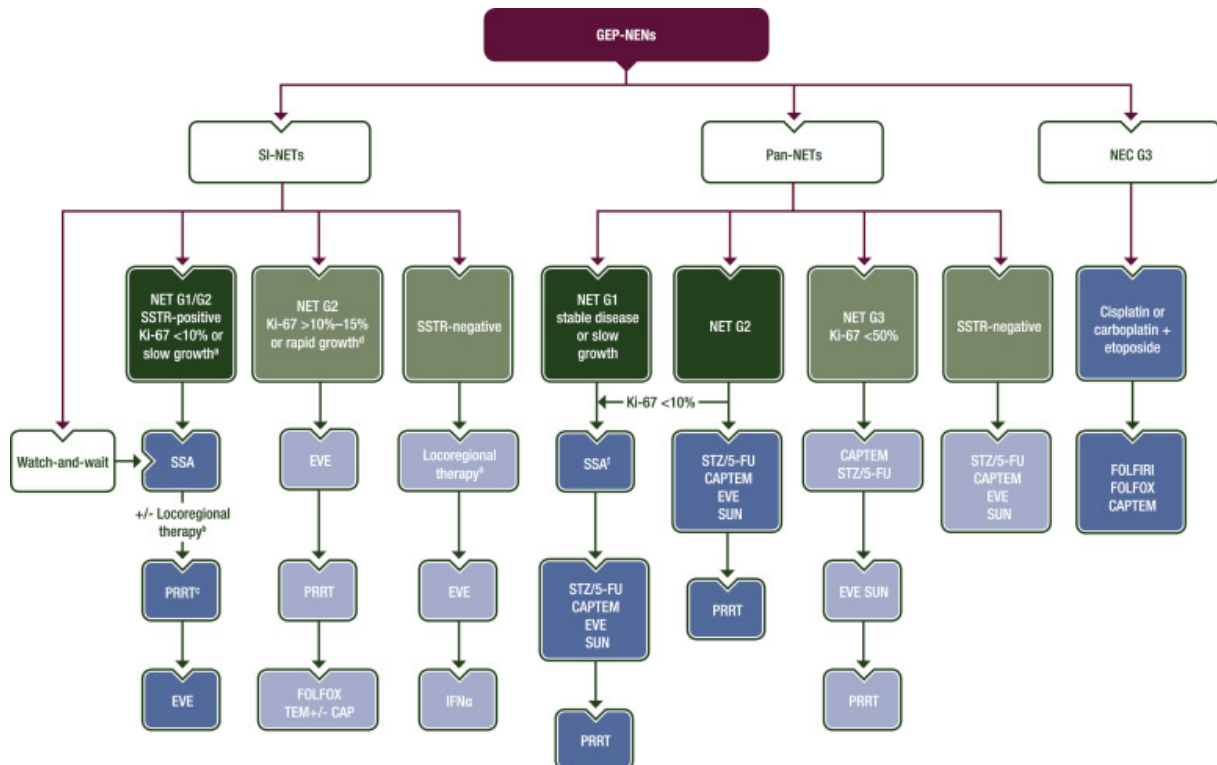 GEP-NENs
SI-NETs
Pan-NETs
NEC G3
NET G1/G2
SSTR-positive
Ki-67 <10% or
slow growthᵃ
NET G2
Ki-67 >10%–15%
or rapid growthᵈ
SSTR-negative
NET G1
stable disease
or slow
growth
NET G2
NET G3
Ki-67 <50%
SSTR-negative
Cisplatin or
carboplatin +
etoposide
Ki-67 <10%
Watch-and-wait
SSA
EVE
Locoregional
therapyᵉ
SSAᶠ
STZ/5-FU
CAPTEM
EVE
SUN
CAPTEM
STZ/5-FU
STZ/5-FU
CAPTEM
EVE
SUN
FOLFIRI
FOLFOX
CAPTEM
+/- Locoregional
therapyᵇ
PRRTᶜ
PRRT
EVE
STZ/5-FU
CAPTEM
EVE
SUN
PRRT
EVE SUN
EVE
FOLFOX
TEM+/- CAP
IFNα
PRRT
PRRT